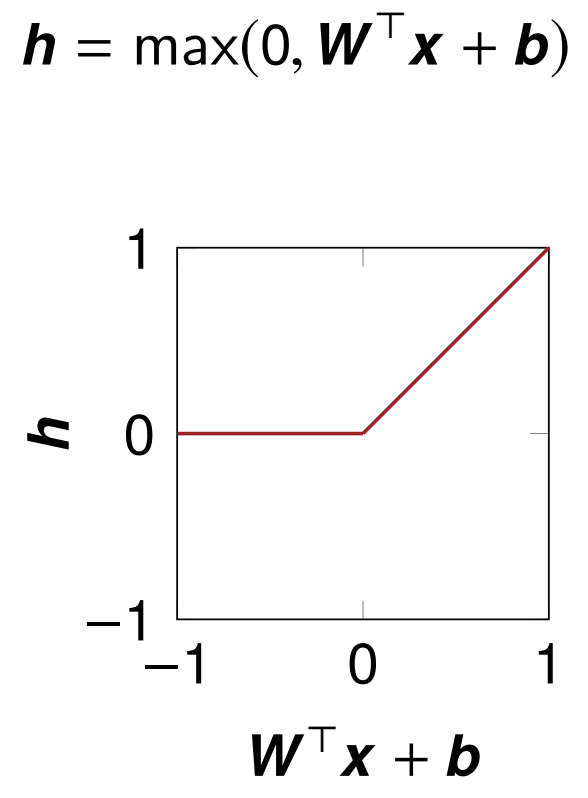 h = max(0, W⊤x + b)
1
h
0
−1
−1 0 1
W⊤x + b